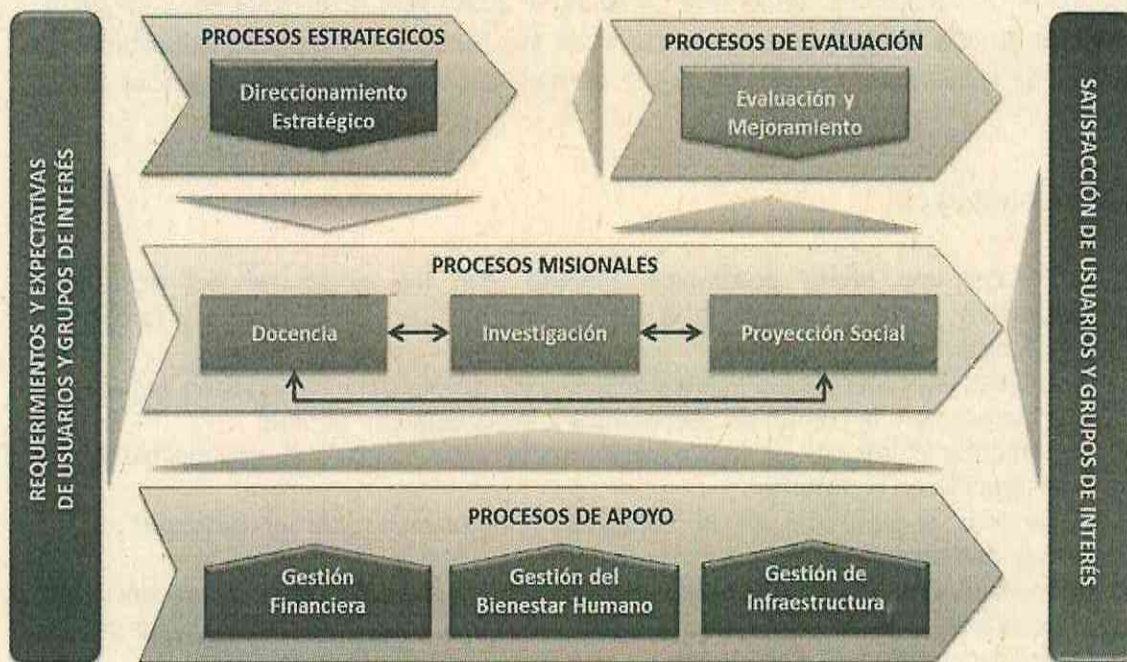 REQUERIMIENTOS Y EXPECTATIVAS
DE USUARIOS Y GRUPOS DE INTERÉS
PROCESOS ESTRATEGICOS
Direccionamiento
Estratégico
PROCESOS DE EVALUACIÓN
Evaluación y
Mejoramiento
PROCESOS MISIONALES
Docencia
Investigación
Proyección Social
PROCESOS DE APOYO
Gestión
Financiera
Gestión del
Bienestar Humano
Gestión de
Infraestructura
SATISFACCIÓN DE USUARIOS Y GRUPOS DE INTERÉS